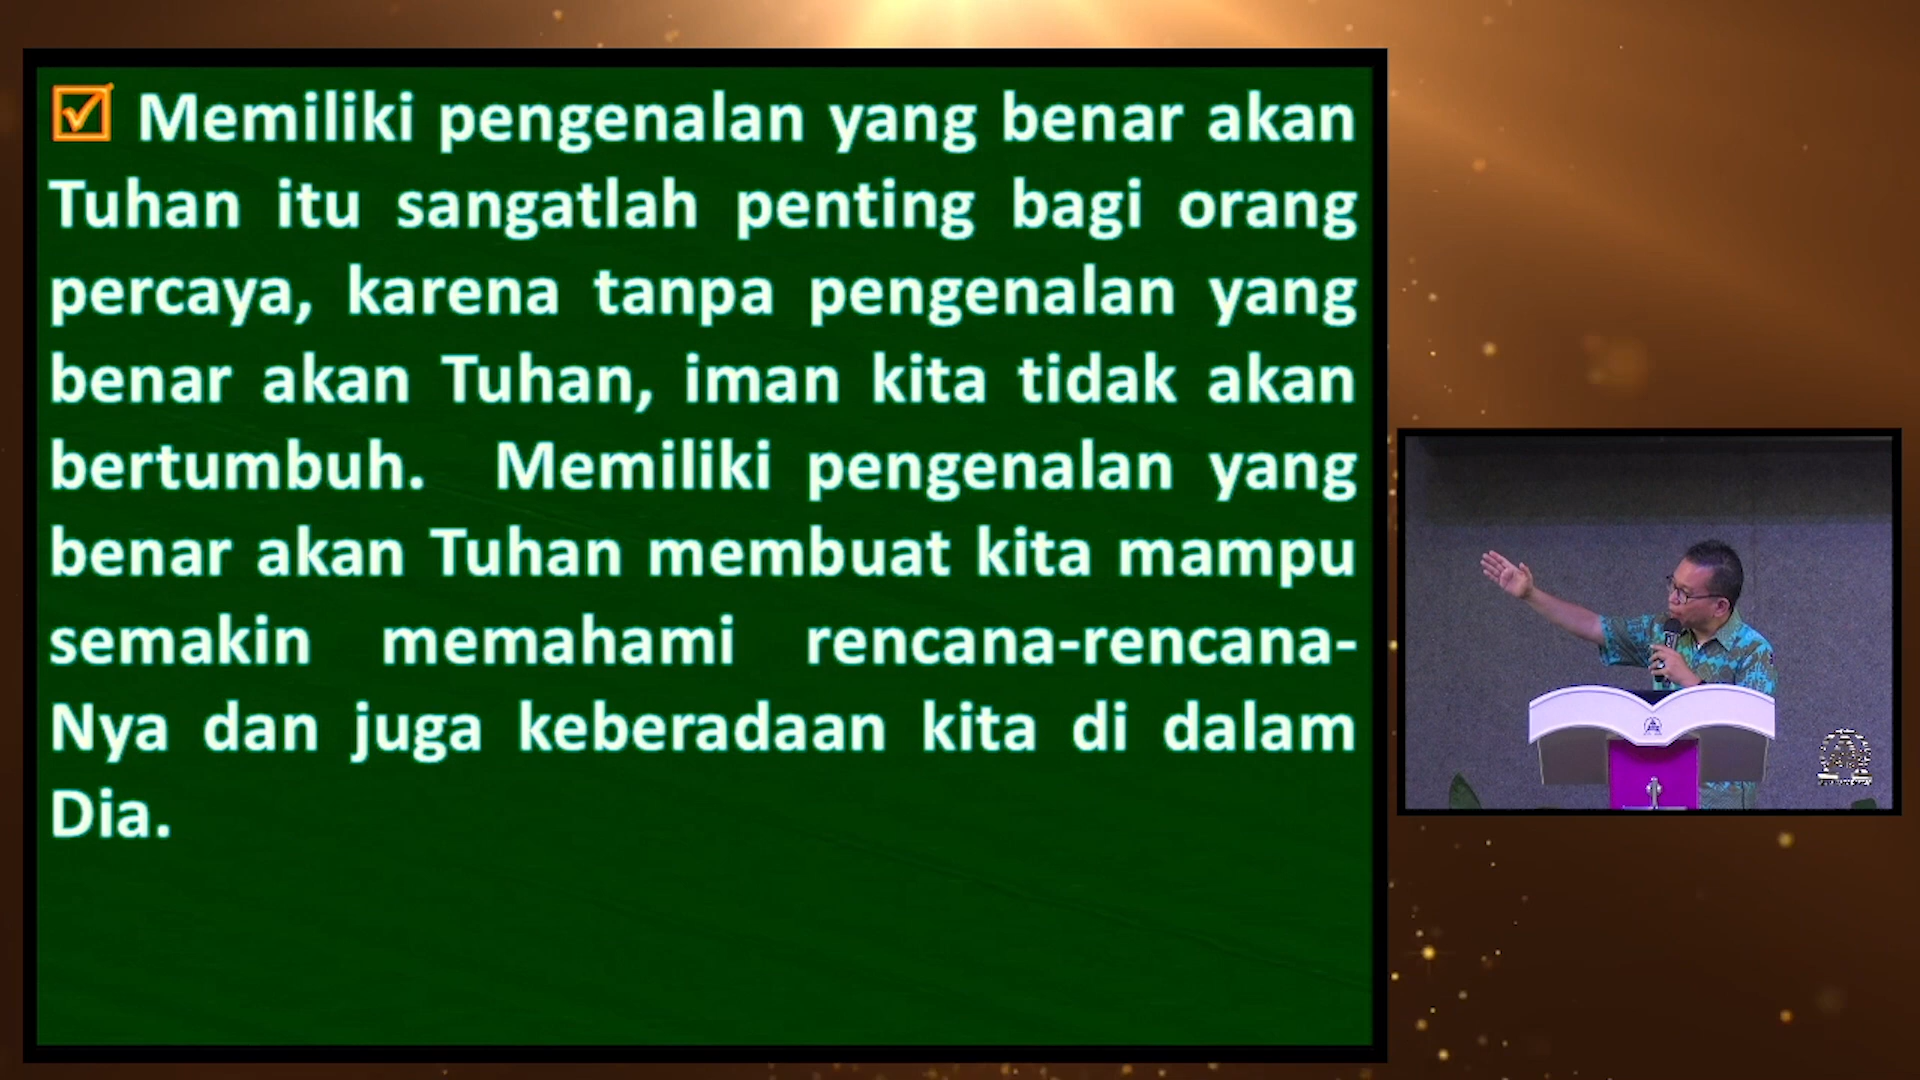 Memiliki pengenalan yang benar akan
Tuhan itu sangatlah penting bagi orang
percaya, karena tanpa pengenalan yang
benar akan Tuhan, iman kita tidak akan
bertumbuh. Memiliki pengenalan yang
benar akan Tuhan membuat kita mampu
semakin memahami rencana-rencana-
Nya dan juga keberadaan kita di dalam
Dia.